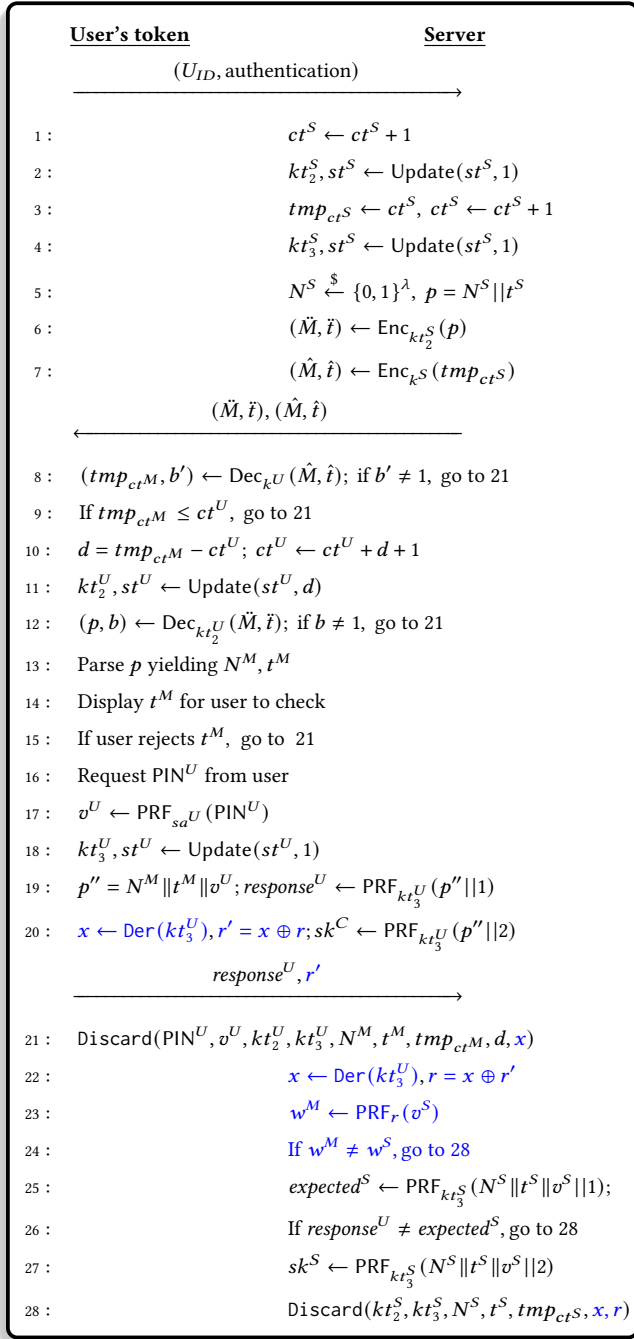 User's token Server
(U_{ID}, authentication)
1 : ct^S ← ct^S + 1
2 : kt_2^S, st^S ← Update(st^S, 1)
3 : tmp_{ct^S} ← ct^S, ct^S ← ct^S + 1
4 : kt_3^S, st^S ← Update(st^S, 1)
5 : N^S ←$ {0, 1}^λ, p = N^S||t^S
6 : (M̈, ẗ) ← Enc_{kt_2^S}(p)
7 : (M̂, t̂) ← Enc_{k^S}(tmp_{ct^S})
(M̈, ẗ), (M̂, t̂)
8 : (tmp_{ct^M}, b′) ← Dec_{k^U}(M̂, t̂); if b′ ≠ 1, go to 21
9 : If tmp_{ct^M} ≤ ct^U, go to 21
10 : d = tmp_{ct^M} − ct^U; ct^U ← ct^U + d + 1
11 : kt_2^U, st^U ← Update(st^U, d)
12 : (p, b) ← Dec_{kt_2^U}(M̈, ẗ); if b ≠ 1, go to 21
13 : Parse p yielding N^M, t^M
14 : Display t^M for user to check
15 : If user rejects t^M, go to 21
16 : Request PIN^U from user
17 : v^U ← PRF_{sa^U}(PIN^U)
18 : kt_3^U, st^U ← Update(st^U, 1)
19 : p″ = N^M∥t^M∥v^U; response^U ← PRF_{kt_3^U}(p″||1)
20 : x ← Der(kt_3^U), r′ = x ⊕ r; sk^C ← PRF_{kt_3^U}(p″||2)
response^U, r′
21 : Discard(PIN^U, v^U, kt_2^U, kt_3^U, N^M, t^M, tmp_{ct^M}, d, x)
22 : x ← Der(kt_3^U), r = x ⊕ r′
23 : w^M ← PRF_r(v^S)
24 : If w^M ≠ w^S, go to 28
25 : expected^S ← PRF_{kt_3^S}(N^S∥t^S∥v^S||1);
26 : If response^U ≠ expected^S, go to 28
27 : sk^S ← PRF_{kt_3^S}(N^S∥t^S∥v^S||2)
28 : Discard(kt_2^S, kt_3^S, N^S, t^S, tmp_{ct^S}, x, r)